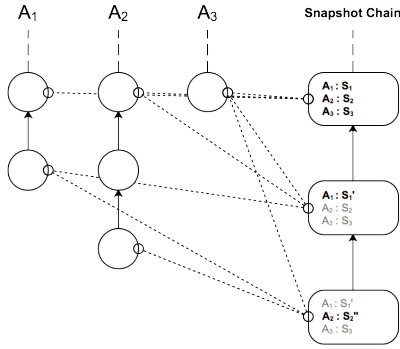 A₁ A₂ A₃ Snapshot Chain
A₁ : S₁
A₂ : S₂
A₃ : S₃
A₁ : S₁'
A₂ : S₂
A₃ : S₃
A₁ : S₁'
A₂ : S₂''
A₃ : S₃